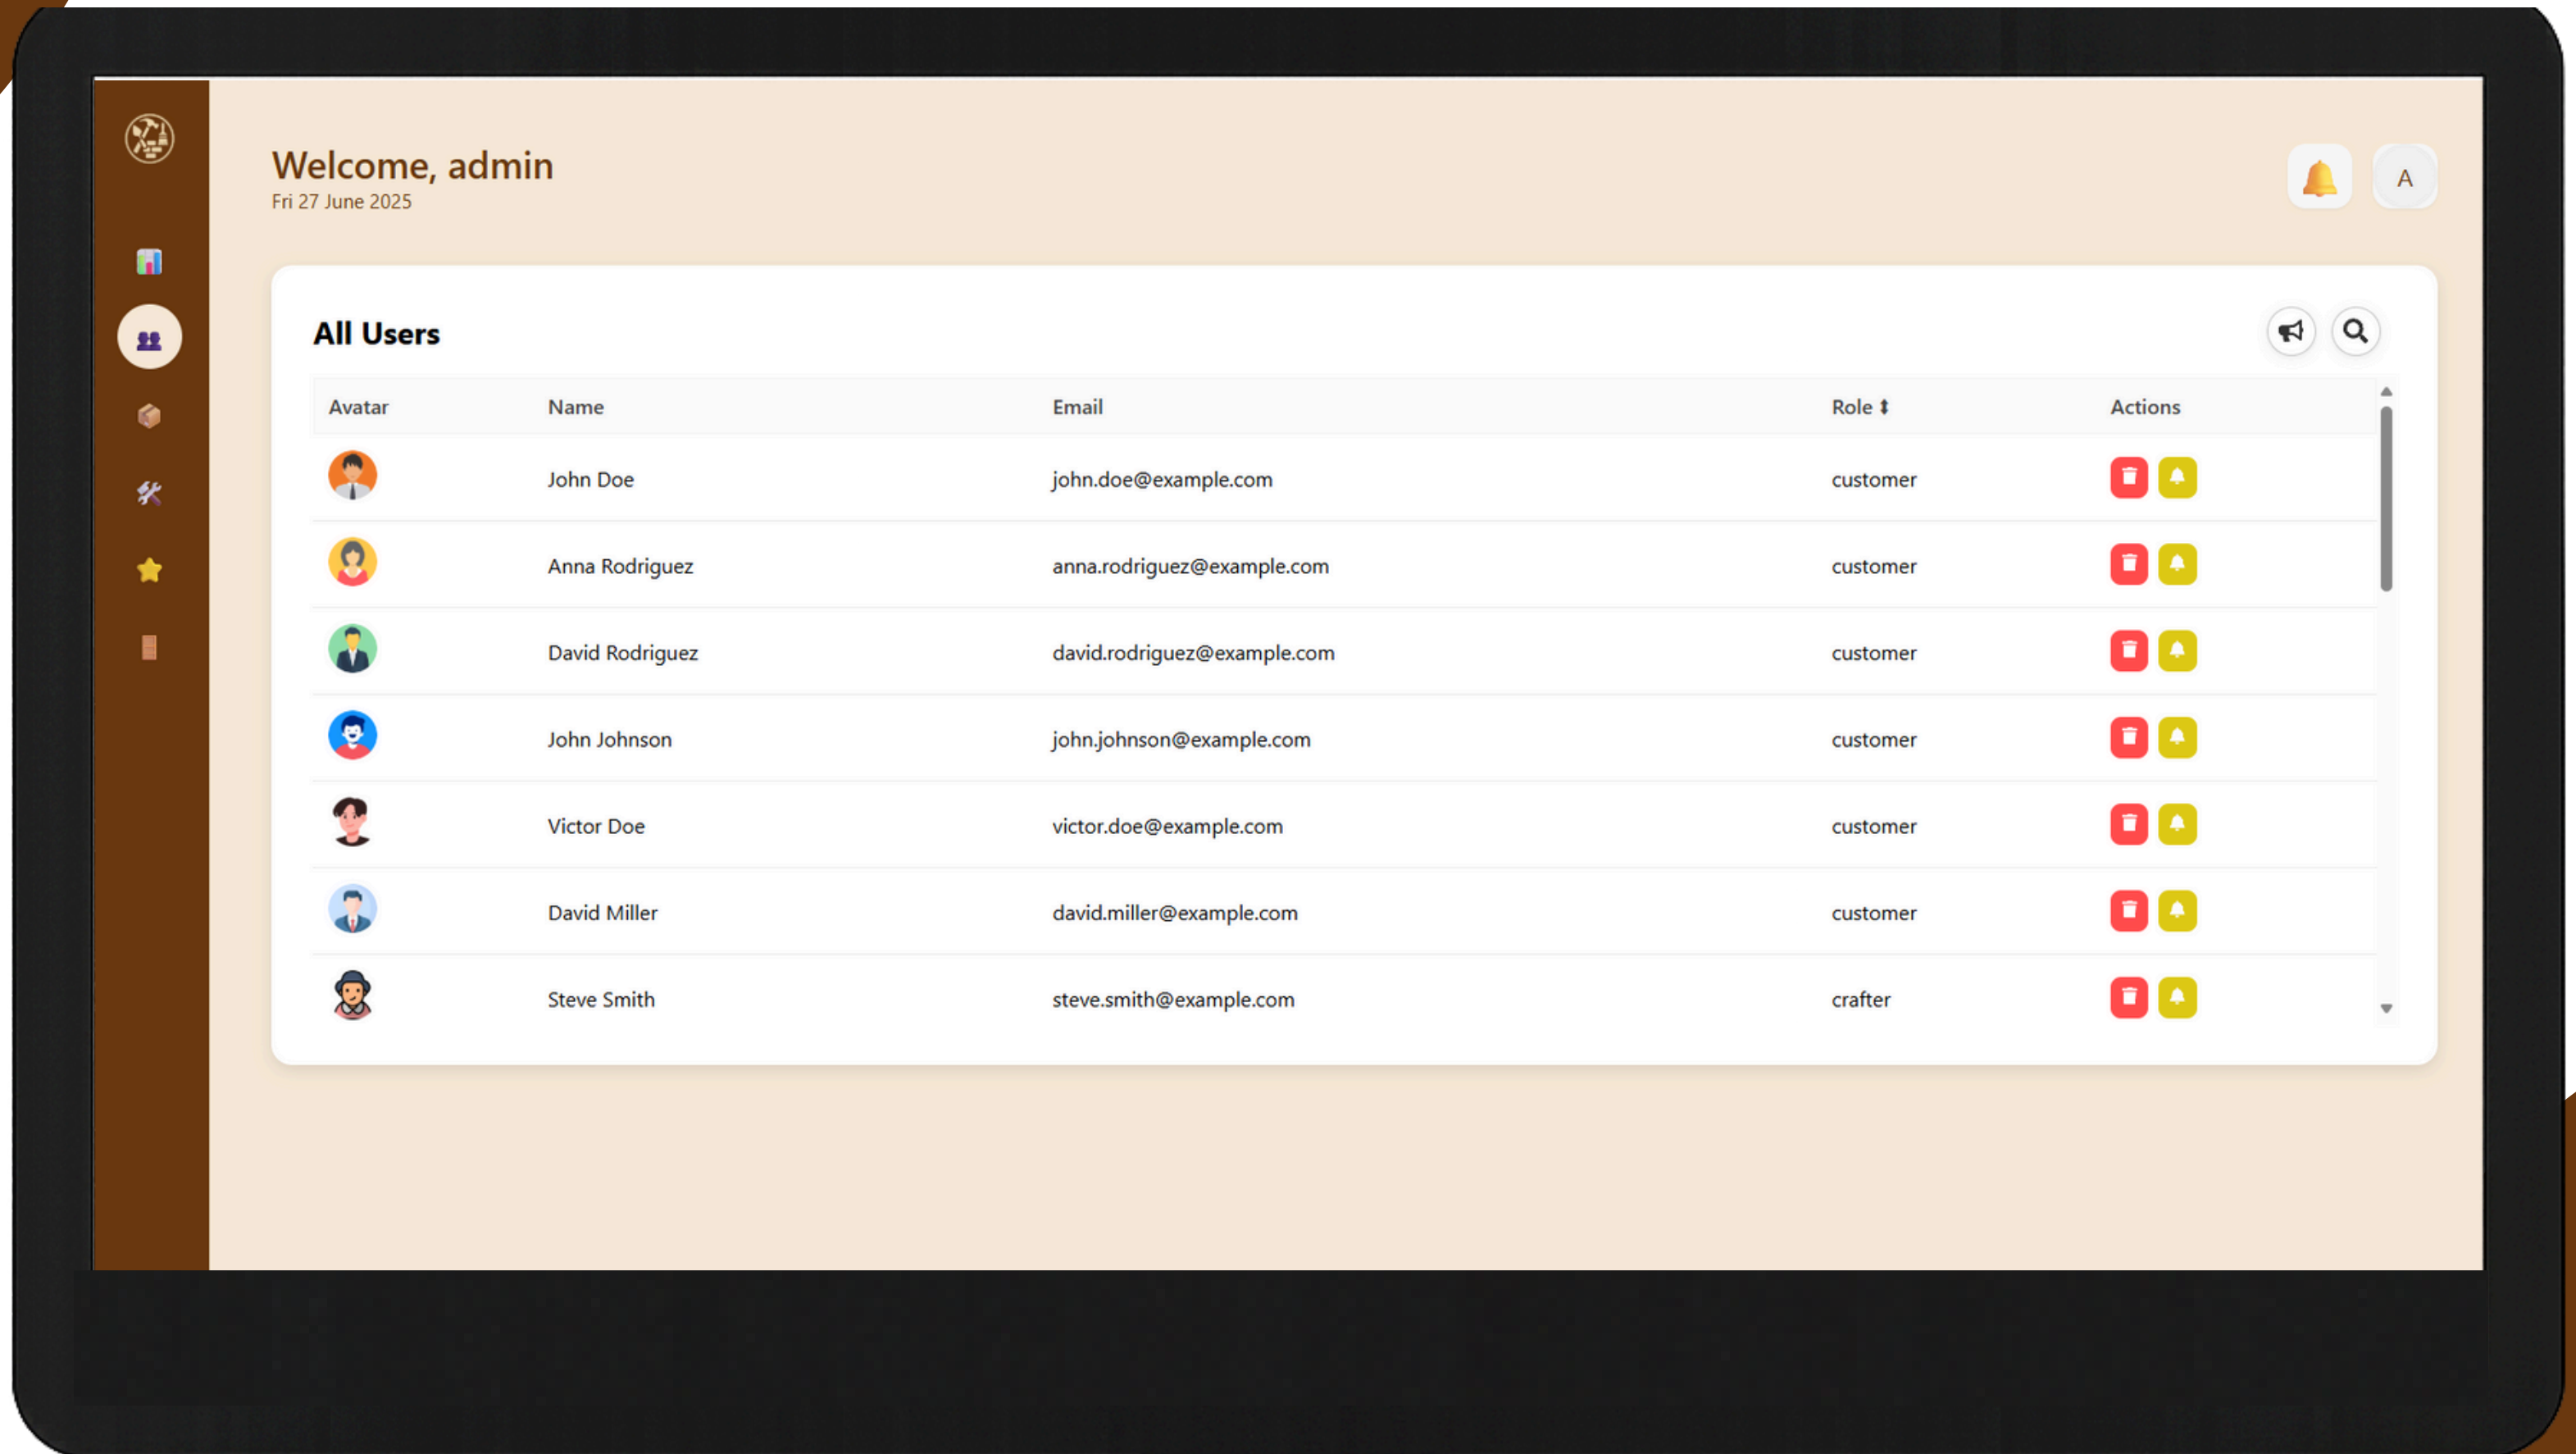 Welcome, admin
Fri 27 June 2025
A
All Users
Avatar Name Email Role Actions
John Doe john.doe@example.com customer
Anna Rodriguez anna.rodriguez@example.com customer
David Rodriguez david.rodriguez@example.com customer
John Johnson john.johnson@example.com customer
Victor Doe victor.doe@example.com customer
David Miller david.miller@example.com customer
Steve Smith steve.smith@example.com crafter